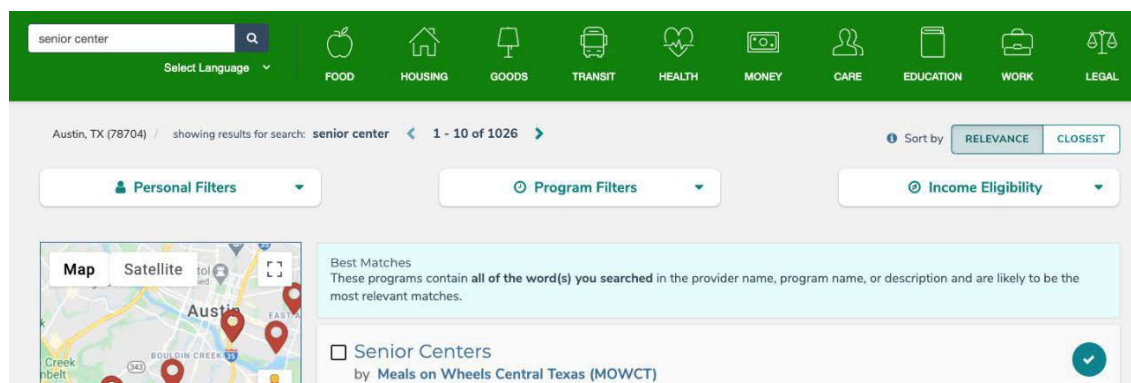 senior center
Select Language
FOOD
HOUSING
GOODS
TRANSIT
HEALTH
MONEY
CARE
EDUCATION
WORK
LEGAL
Austin, TX (78704) / showing results for search: senior center 1 - 10 of 1026
Sort by RELEVANCE CLOSEST
Personal Filters
Program Filters
Income Eligibility
Map Satellite
Austin
BOULDIN CREEK
343
35
Creek
Best Matches
These programs contain all of the word(s) you searched in the provider name, program name, or description and are likely to be the
most relevant matches.
Senior Centers
by Meals on Wheels Central Texas (MOWCT)